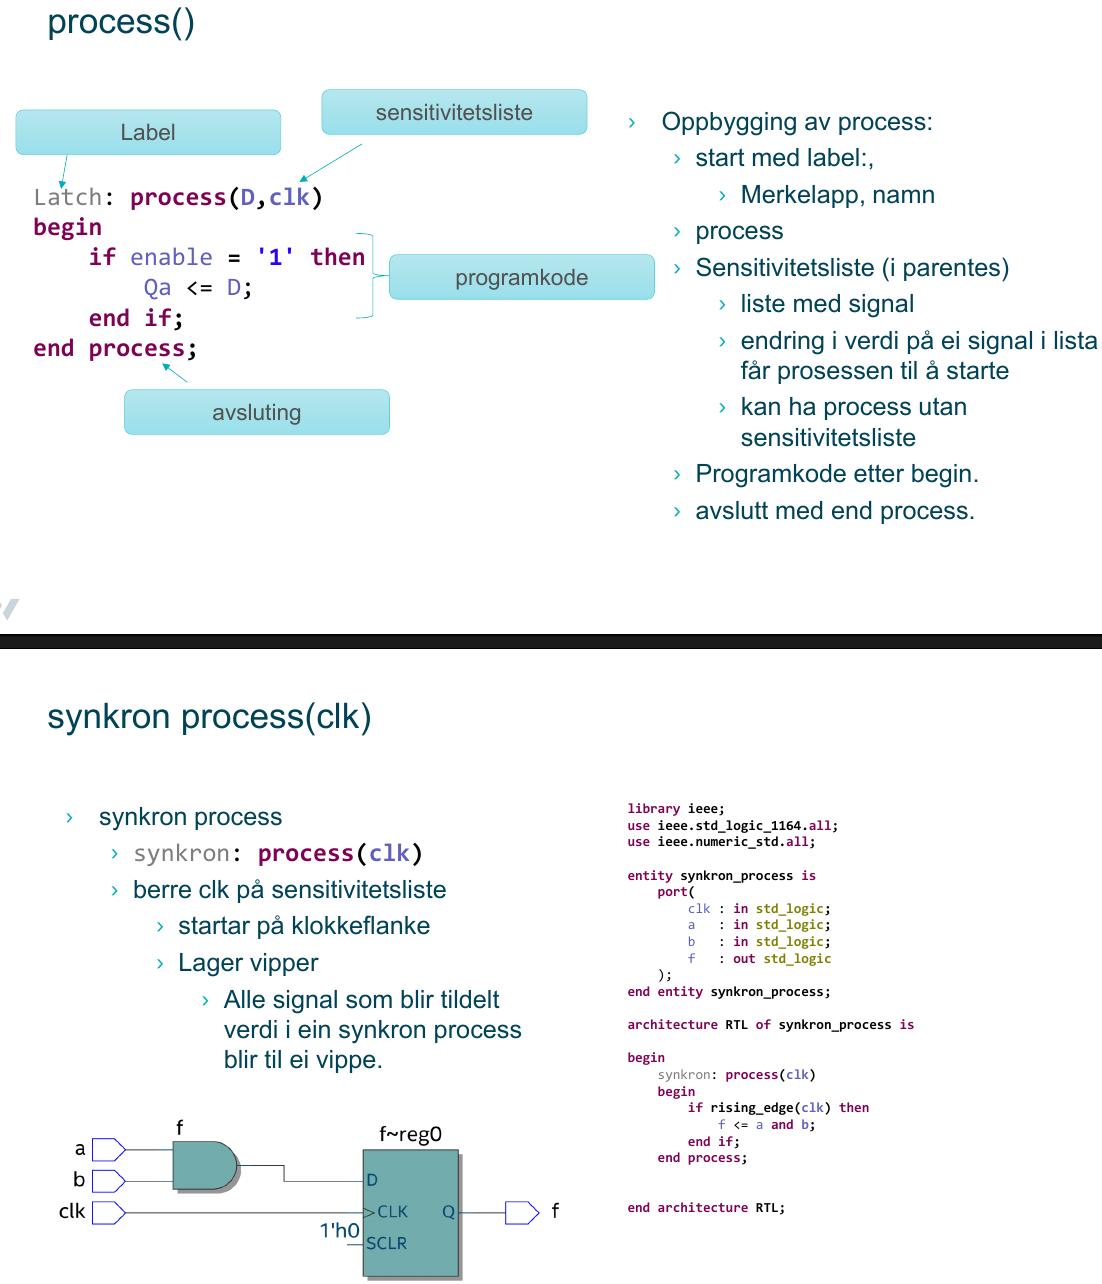 process()
Label
sensitivitetsliste
Latch: process(D,clk)
begin
if enable = '1' then
Qa <= D;
end if;
end process;
programkode
avsluting
› Oppbygging av process:
› start med label:,
› Merkelapp, namn
› process
› Sensitivitetsliste (i parentes)
› liste med signal
› endring i verdi på ei signal i lista
får prosessen til å starte
› kan ha process utan
sensitivitetsliste
› Programkode etter begin.
› avslutt med end process.
synkron process(clk)
› synkron process
› synkron: process(clk)
› berre clk på sensitivitetsliste
› startar på klokkeflanke
› Lager vipper
› Alle signal som blir tildelt
verdi i ein synkron process
blir til ei vippe.
f
a
b
clk
f~reg0
D
CLK
Q
1'h0
SCLR
f
library ieee;
use ieee.std_logic_1164.all;
use ieee.numeric_std.all;
entity synkron_process is
port(
clk : in std_logic;
a : in std_logic;
b : in std_logic;
f : out std_logic
);
end entity synkron_process;
architecture RTL of synkron_process is
begin
synkron: process(clk)
begin
if rising_edge(clk) then
f <= a and b;
end if;
end process;
end architecture RTL;